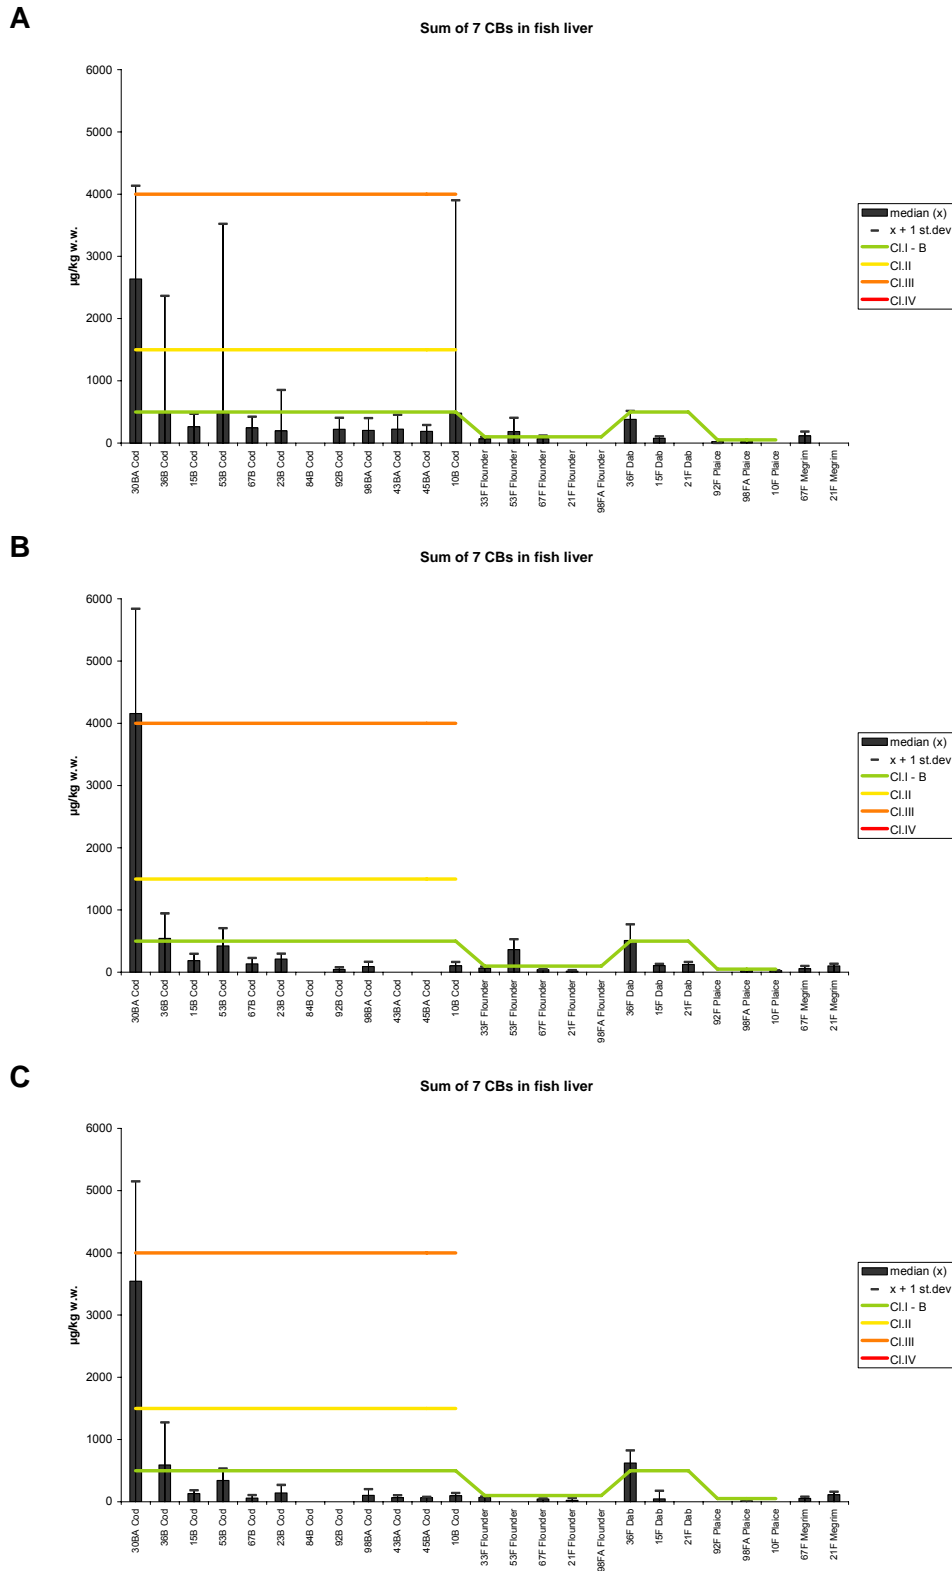 A
Sum of 7 CBs in fish liver
µg/kg w.w.
6000
5000
4000
3000
2000
1000
0
30BA Cod
36B Cod
15B Cod
53B Cod
67B Cod
23B Cod
84B Cod
92B Cod
98BA Cod
43BA Cod
45BA Cod
10B Cod
33F Flounder
53F Flounder
67F Flounder
21F Flounder
98FA Flounder
36F Dab
15F Dab
21F Dab
92F Plaice
98FA Plaice
10F Plaice
67F Megrim
21F Megrim
median (x)
x + 1 st.dev
Cl.I - B
Cl.II
Cl.III
Cl.IV
B
Sum of 7 CBs in fish liver
µg/kg w.w.
6000
5000
4000
3000
2000
1000
0
30BA Cod
36B Cod
15B Cod
53B Cod
67B Cod
23B Cod
84B Cod
92B Cod
98BA Cod
43BA Cod
45BA Cod
10B Cod
33F Flounder
53F Flounder
67F Flounder
21F Flounder
98FA Flounder
36F Dab
15F Dab
21F Dab
92F Plaice
98FA Plaice
10F Plaice
67F Megrim
21F Megrim
median (x)
x + 1 st.dev
Cl.I - B
Cl.II
Cl.III
Cl.IV
C
Sum of 7 CBs in fish liver
µg/kg w.w.
6000
5000
4000
3000
2000
1000
0
30BA Cod
36B Cod
15B Cod
53B Cod
67B Cod
23B Cod
84B Cod
92B Cod
98BA Cod
43BA Cod
45BA Cod
10B Cod
33F Flounder
53F Flounder
67F Flounder
21F Flounder
98FA Flounder
36F Dab
15F Dab
21F Dab
92F Plaice
98FA Plaice
10F Plaice
67F Megrim
21F Megrim
median (x)
x + 1 st.dev
Cl.I - B
Cl.II
Cl.III
Cl.IV